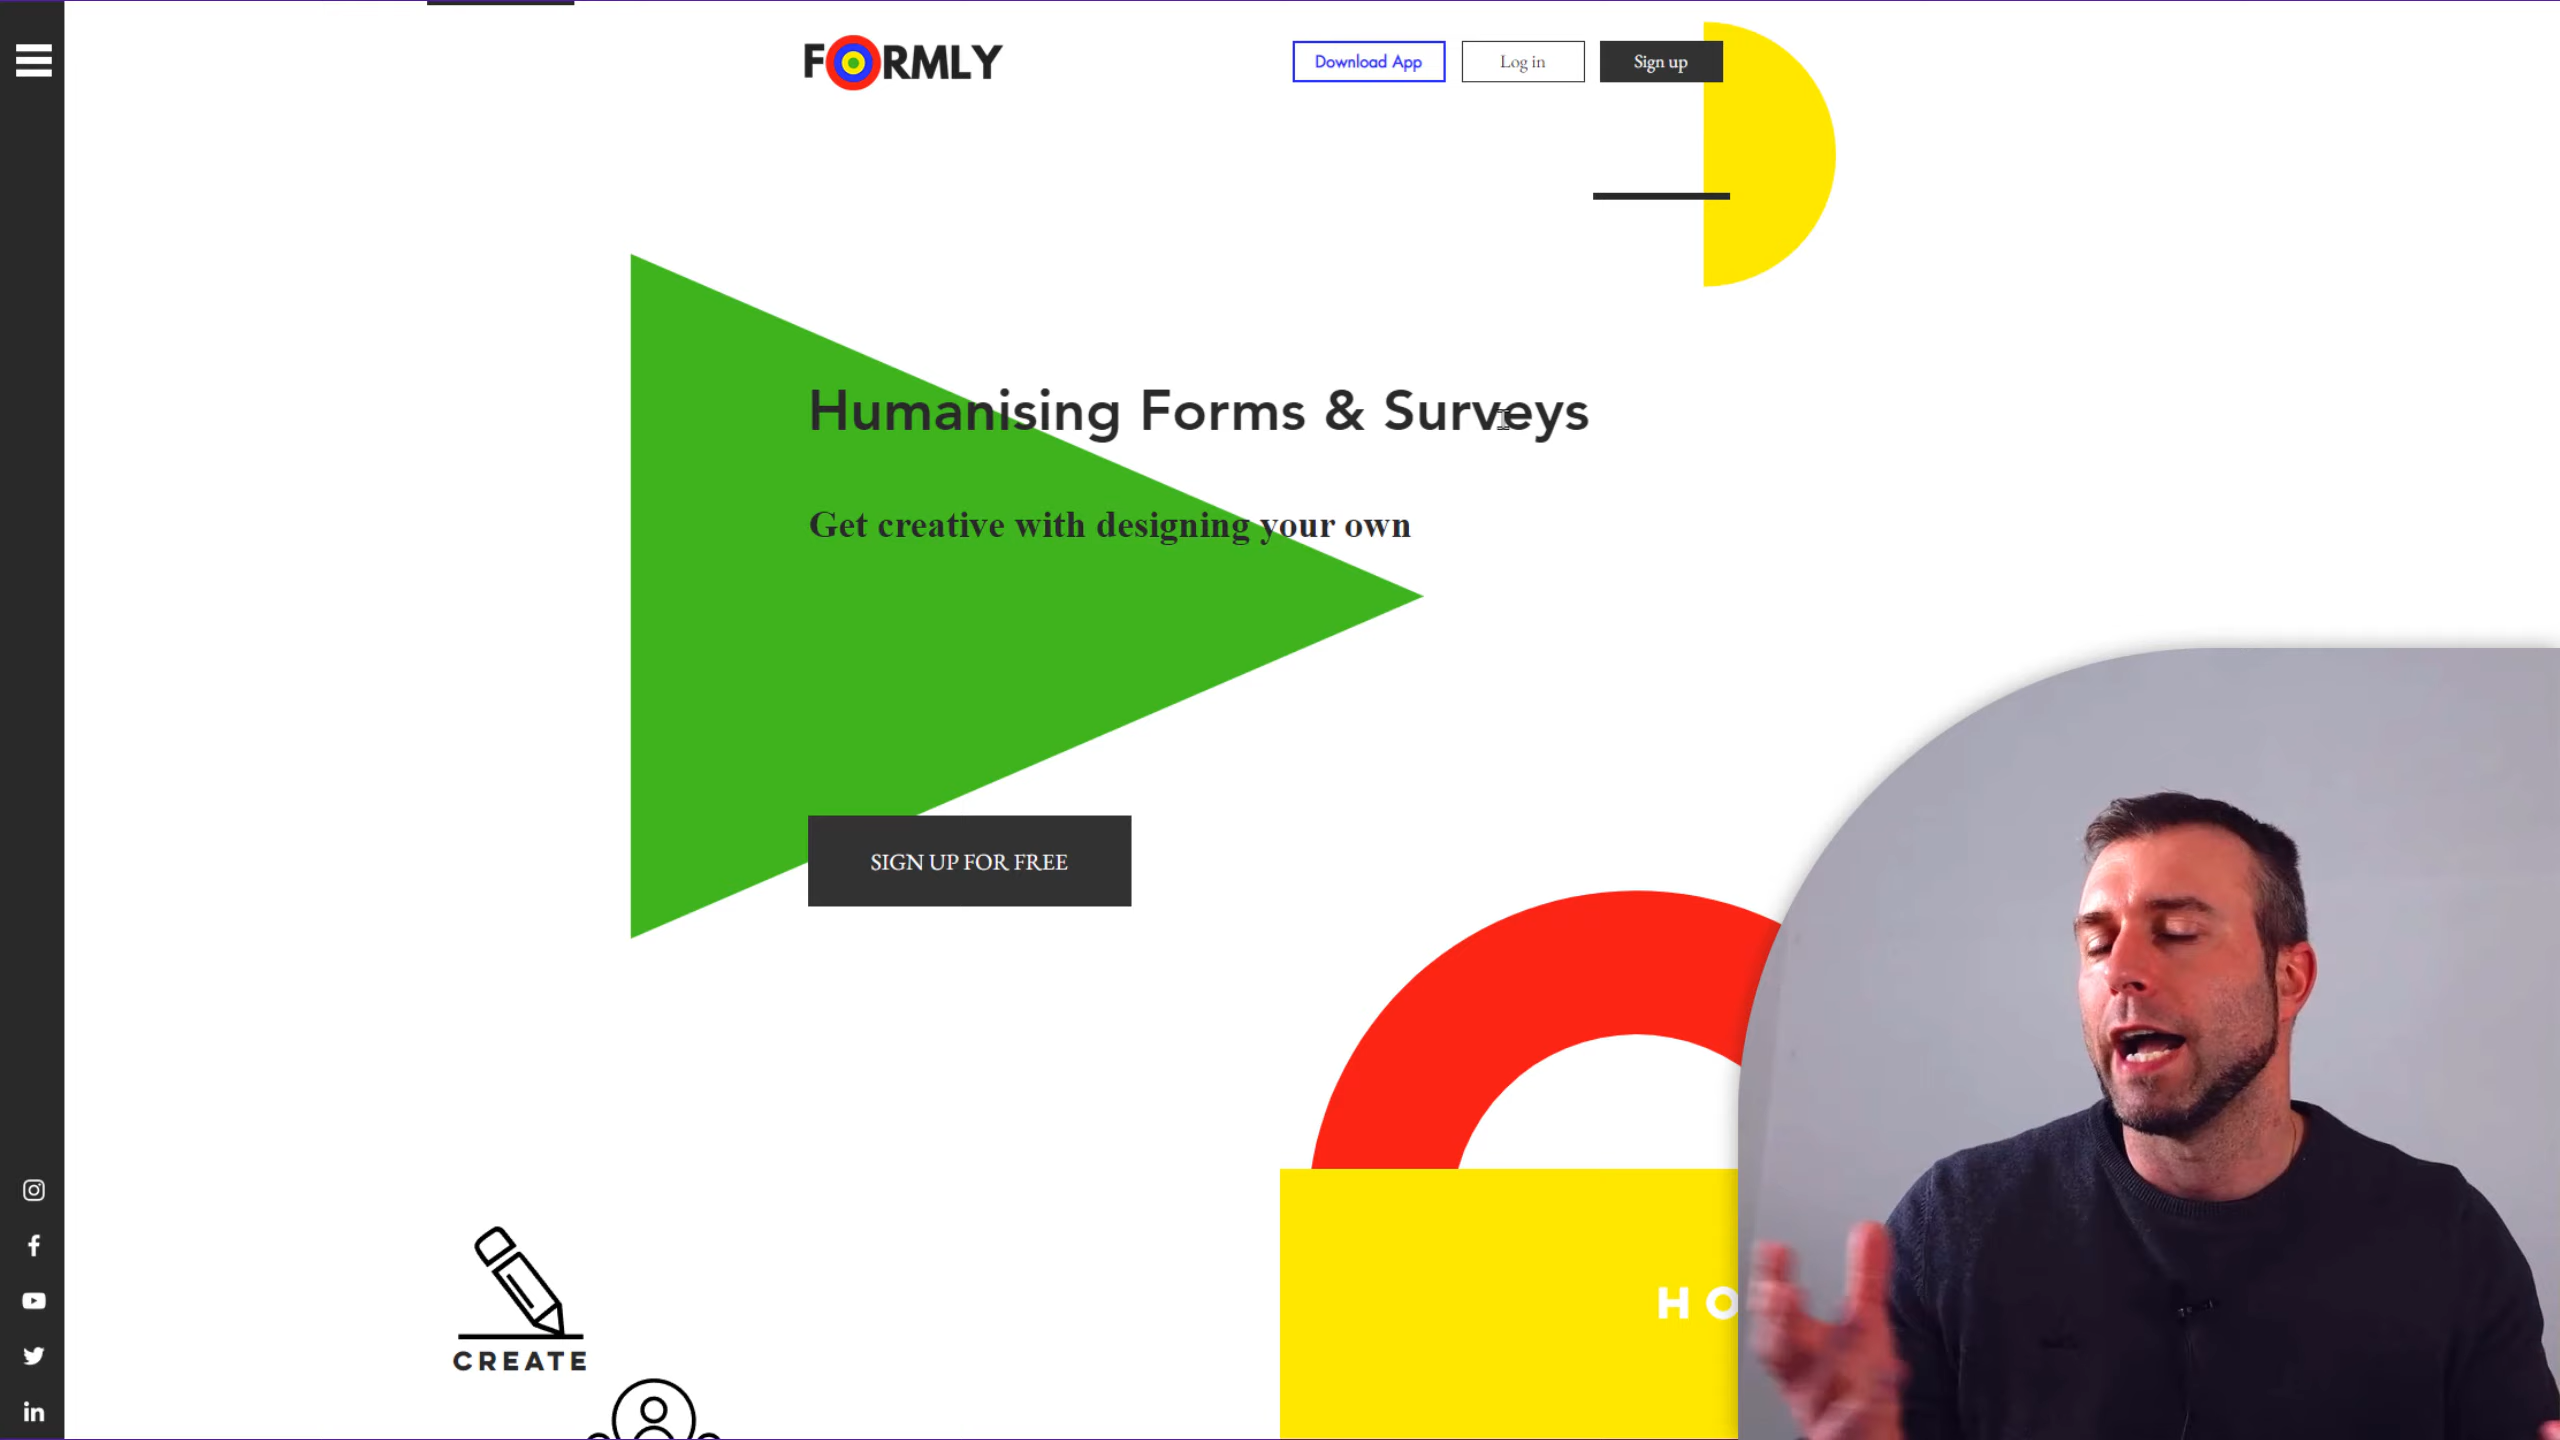 FORMLY
Download App
Log in
Sign up
Humanising Forms & Surveys
Get creative with designing your own
SIGN UP FOR FREE
HO
CREATE